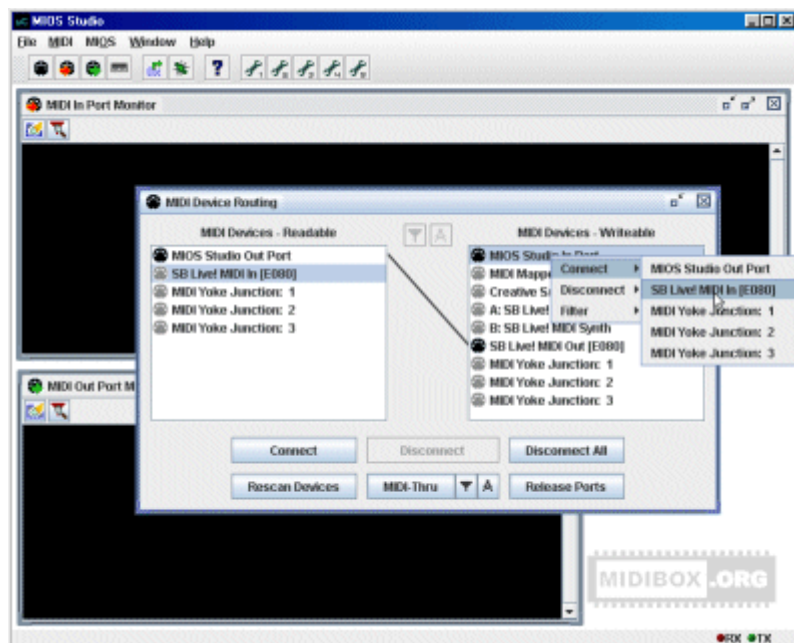 MIOS Studio
File MIDI MIOS Window Help
MIDI In Port Monitor
MIDI Device Routing
MIDI Devices - Readable
MIDI Devices - Writeable
MIOS Studio Out Port
SB Live! MIDI In [E080]
MIDI Yoke Junction: 1
MIDI Yoke Junction: 2
MIDI Yoke Junction: 3
MIOS Studio In Port
MIDI Mapp
Creative S
A: SB Live!
B: SB Live! MIDI Synth
SB Live! MIDI Out [E080]
MIDI Yoke Junction: 1
MIDI Yoke Junction: 2
MIDI Yoke Junction: 3
Connect
Disconnect
Filter
MIOS Studio Out Port
SB Live! MIDI In [E080]
MIDI Yoke Junction: 1
MIDI Yoke Junction: 2
MIDI Yoke Junction: 3
Connect Disconnect Disconnect All
Rescan Devices MIDI-Thru A Release Ports
MIDI Out Port M
MIDIBOX.ORG
RX TX